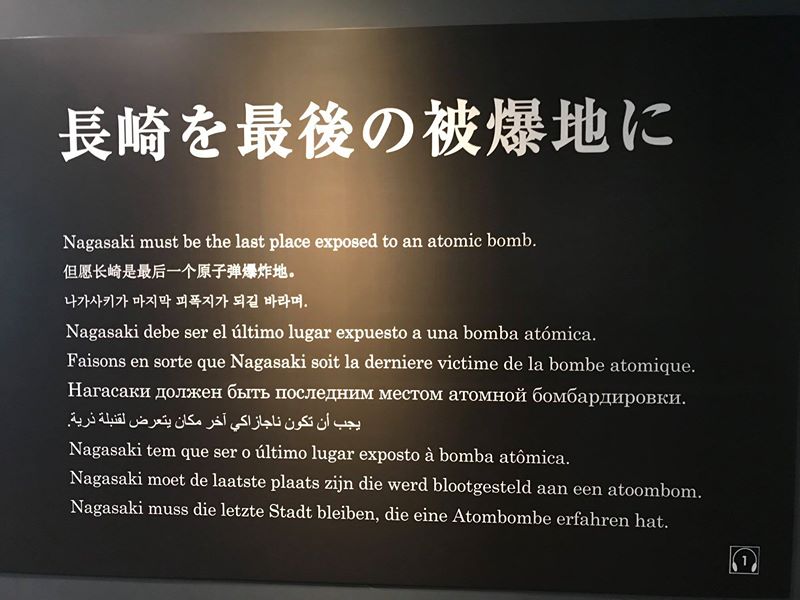 長崎を最後の被爆地に
Nagasaki must be the last place exposed to an atomic bomb.
但愿长崎是最后一个原子弹爆炸地。
나가사키가 마지막 피폭지가 되길 바라며.
Nagasaki debe ser el último lugar expuesto a una bomba atómica.
Faisons en sorte que Nagasaki soit la derniere victime de la bombe atomique.
Нагасаки должен быть последним местом атомной бомбардировки.
يجب أن تكون ناجازاكي آخر مكان يتعرض لقنبلة ذرية.
Nagasaki tem que ser o último lugar exposto à bomba atômica.
Nagasaki moet de laatste plaats zijn die werd blootgesteld aan een atoombom.
Nagasaki muss die letzte Stadt bleiben, die eine Atombombe erfahren hat.
1